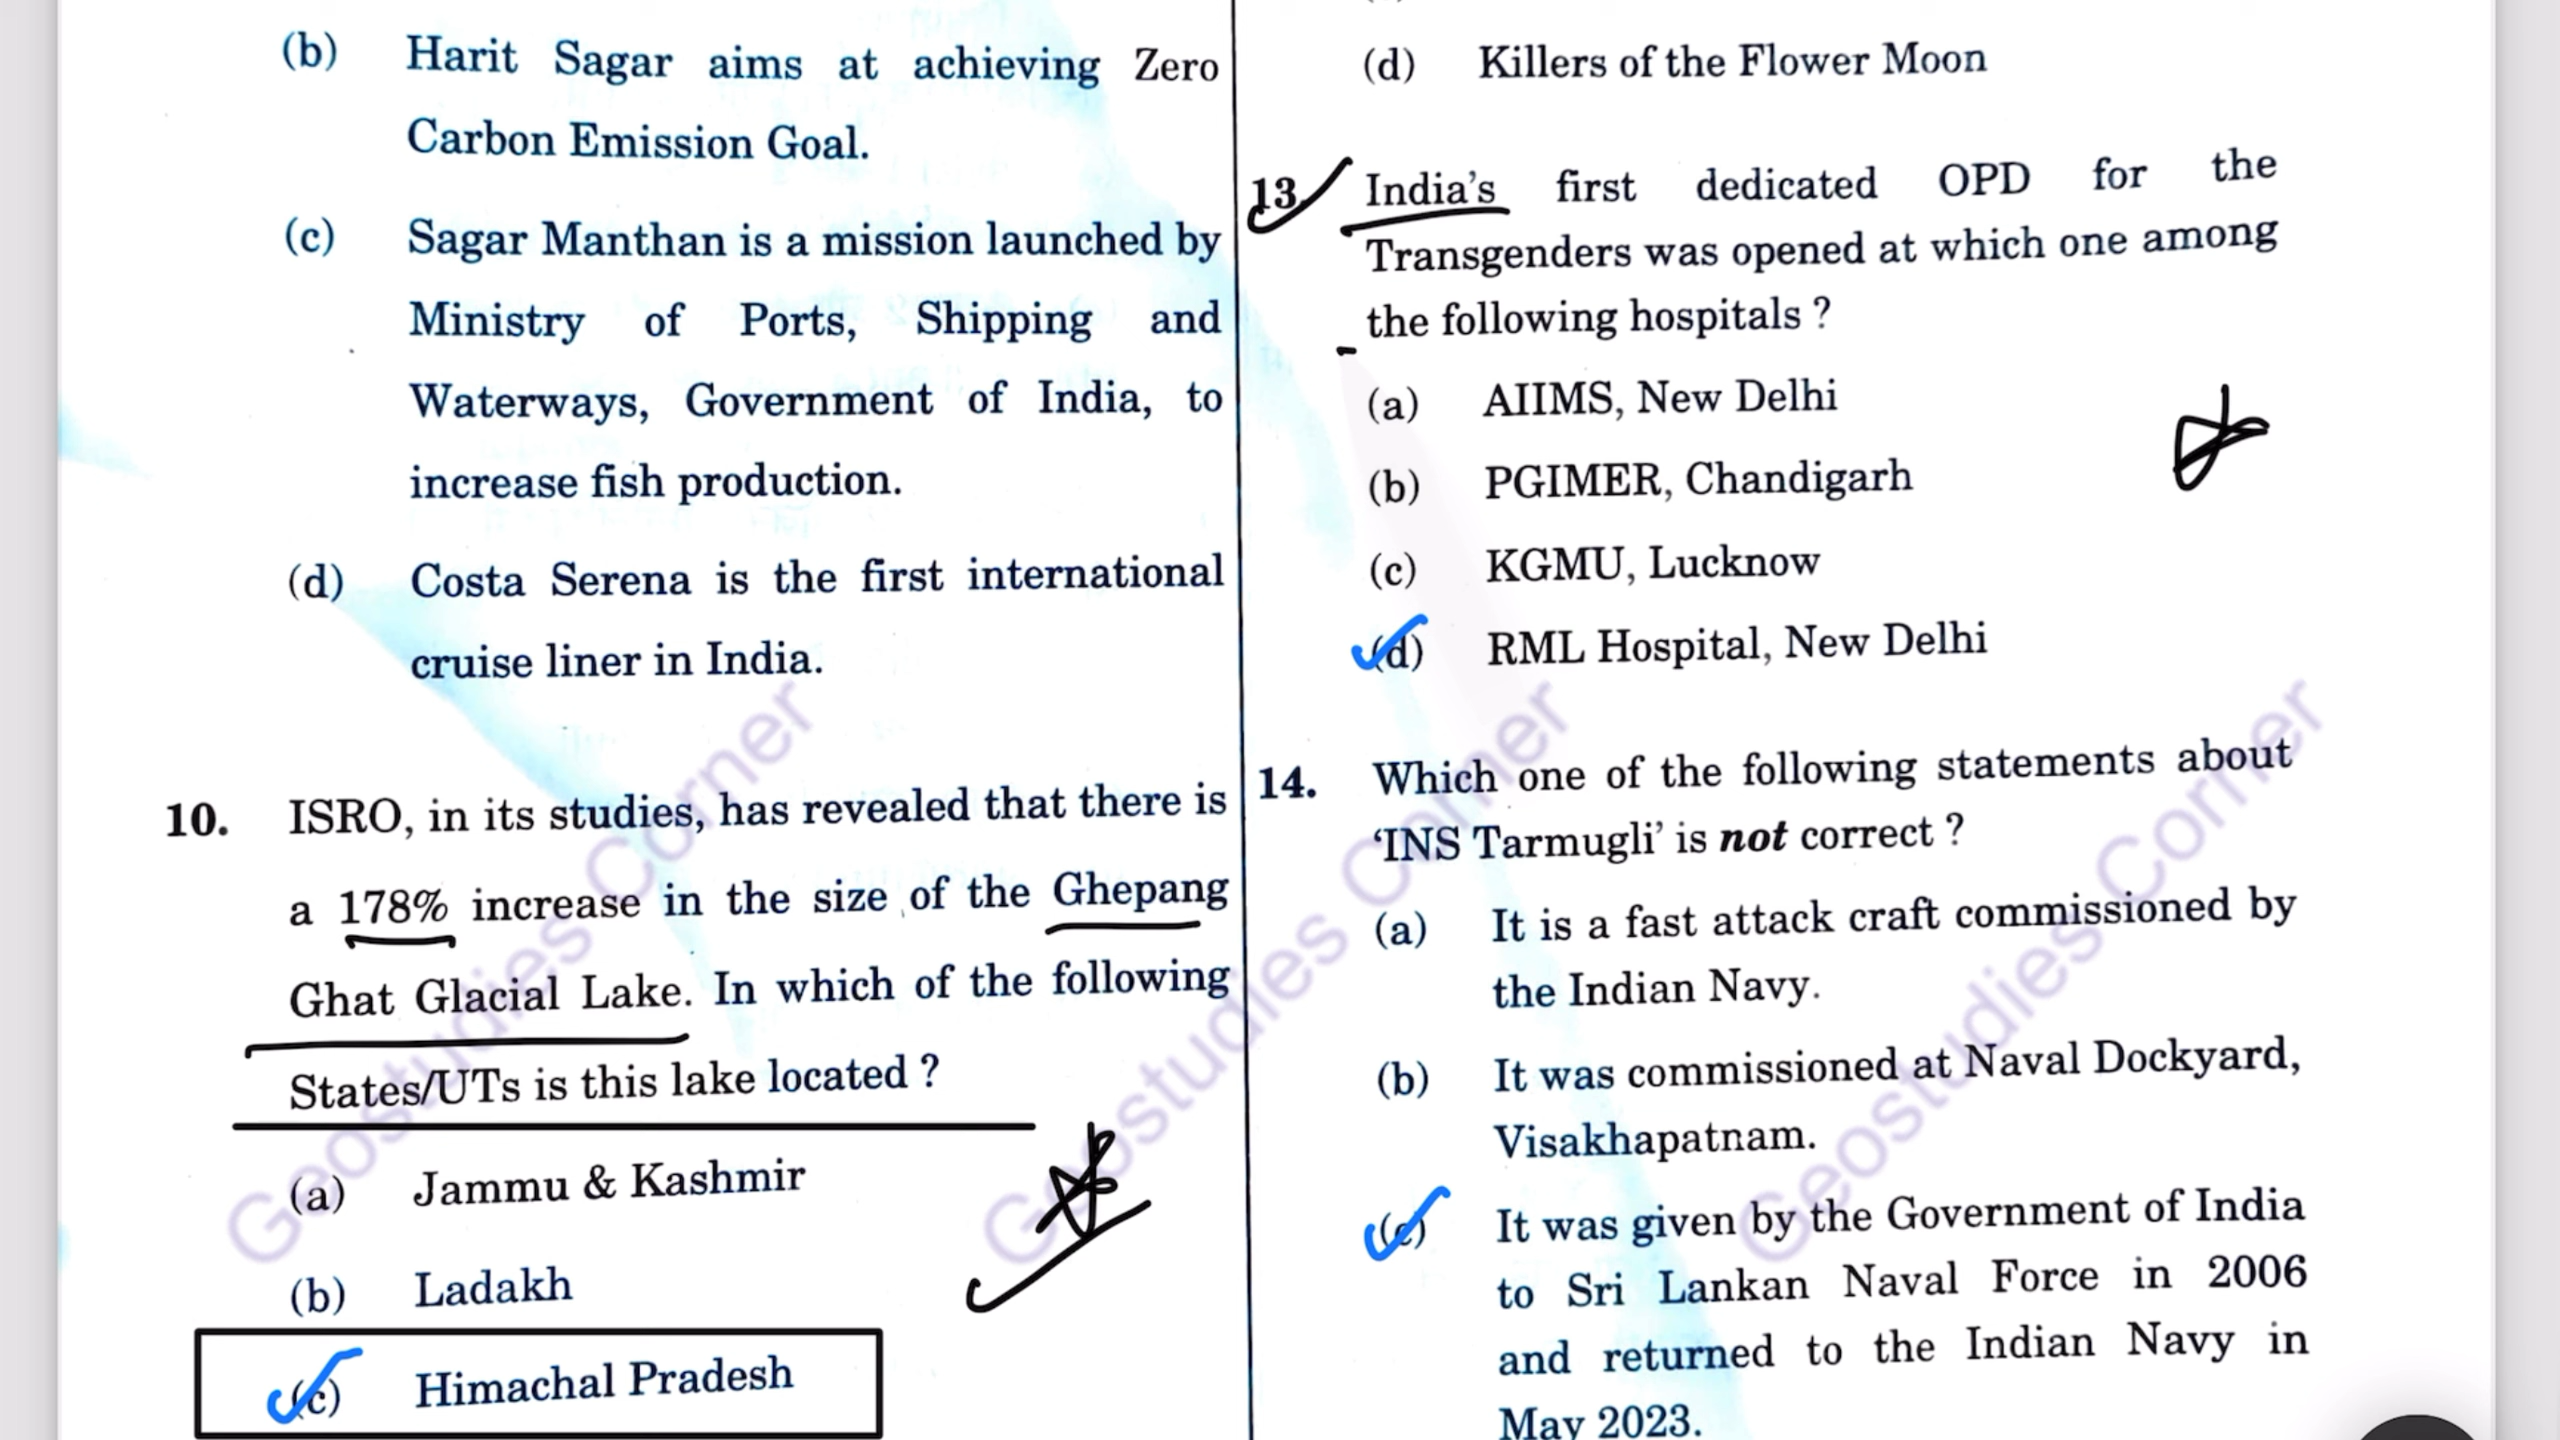 (b) Harit Sagar aims at achieving Zero
Carbon Emission Goal.
(c) Sagar Manthan is a mission launched by
Ministry of Ports, Shipping and
Waterways, Government of India, to
increase fish production.
(d) Costa Serena is the first international
cruise liner in India.
10. ISRO, in its studies, has revealed that there is
a 178% increase in the size of the Ghepang
Ghat Glacial Lake. In which of the following
States/UTs is this lake located ?
(a) Jammu & Kashmir
(b) Ladakh
(c) Himachal Pradesh
(d) Killers of the Flower Moon
13. India's first dedicated OPD for the
Transgenders was opened at which one among
the following hospitals ?
(a) AIIMS, New Delhi
(b) PGIMER, Chandigarh
(c) KGMU, Lucknow
(d) RML Hospital, New Delhi
14. Which one of the following statements about
'INS Tarmugli' is not correct ?
(a) It is a fast attack craft commissioned by
the Indian Navy.
(b) It was commissioned at Naval Dockyard,
Visakhapatnam.
(c) It was given by the Government of India
to Sri Lankan Naval Force in 2006
and returned to the Indian Navy in
May 2023.
Geostudies Corner
Geostudies Corner
Geostudies Corner